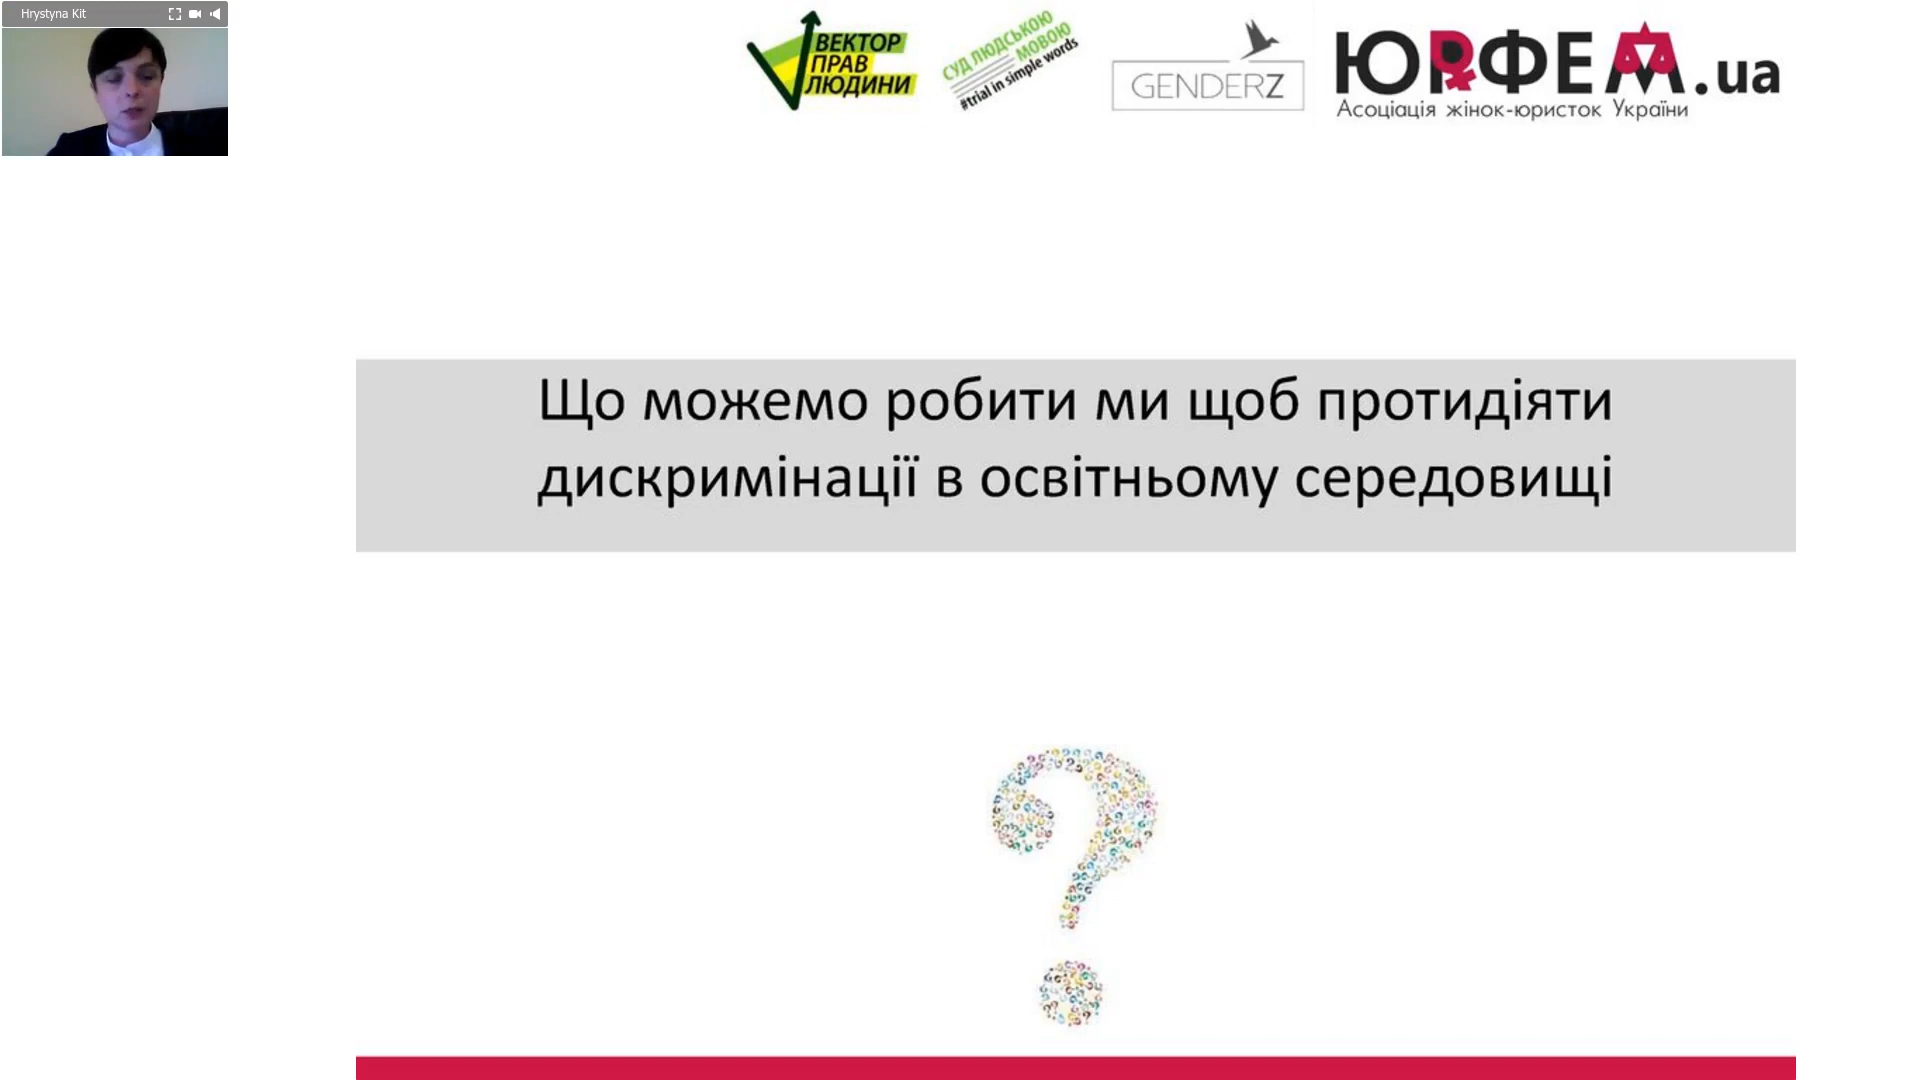 Hrystyna Kit
ВЕКТОР
ПРАВ
ЛЮДИНИ
СУД ЛЮДСЬКОЮ
МОВОЮ
#trial in simple words
GENDERZ
ЮРФЕМ.ua
Асоціація жінок-юристок України
Що можемо робити ми щоб протидіяти
дискримінації в освітньому середовищі
?